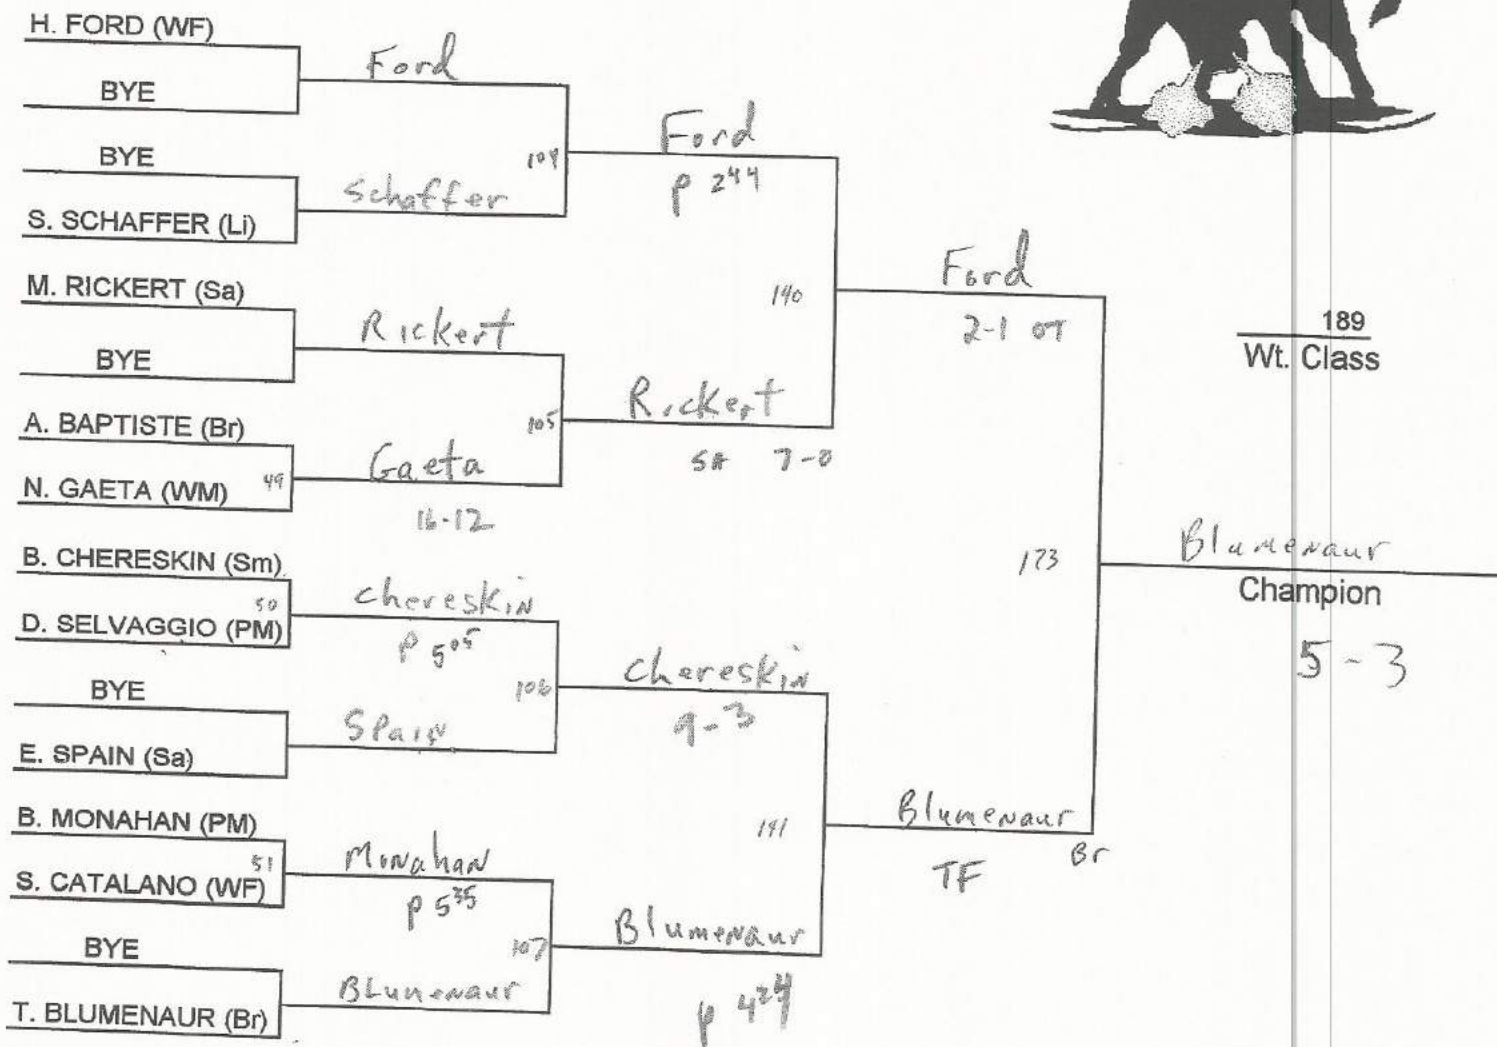 H. FORD (WF)
Ford
BYE
Ford
BYE
104
p 2⁴⁴
Schaffer
S. SCHAFFER (Li)
Ford
M. RICKERT (Sa)
140
2-1 OT
189
Rickert
Wt. Class
BYE
Rickert
A. BAPTISTE (Br)
105
7-0
Gaeta
N. GAETA (WM)
49
16-12
B. CHERESKIN (Sm)
173
Blumenaur
50
Chereskin
Champion
D. SELVAGGIO (PM)
p 5⁰⁵
5-3
Chereskin
BYE
106
9-3
Spain
E. SPAIN (Sa)
Blumenaur
B. MONAHAN (PM)
141
Br
51
Monahan
TF
S. CATALANO (WF)
p 5³⁵
Blumenaur
BYE
107
Blumenaur
p 4²⁴
T. BLUMENAUR (Br)